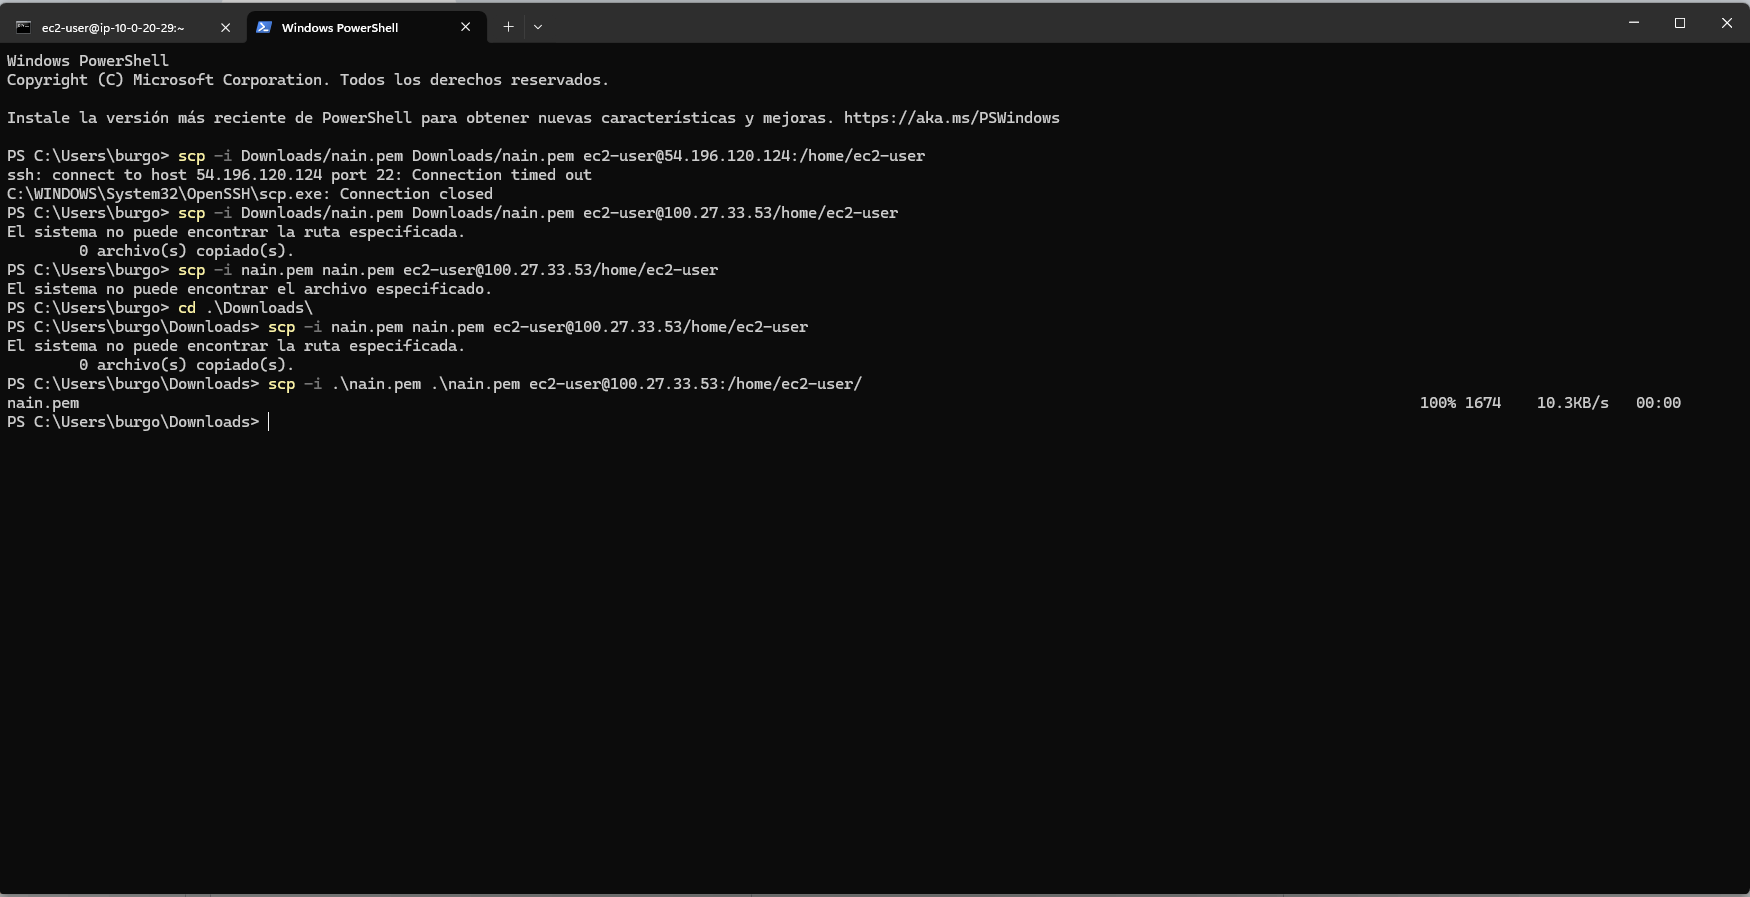 ec2-user@ip-10-0-20-29:~
Windows PowerShell
Windows PowerShell
Copyright (C) Microsoft Corporation. Todos los derechos reservados.
Instale la versión más reciente de PowerShell para obtener nuevas características y mejoras. https://aka.ms/PSWindows
PS C:\Users\burgo> scp -i Downloads/nain.pem Downloads/nain.pem ec2-user@54.196.120.124:/home/ec2-user
ssh: connect to host 54.196.120.124 port 22: Connection timed out
C:\WINDOWS\System32\OpenSSH\scp.exe: Connection closed
PS C:\Users\burgo> scp -i Downloads/nain.pem Downloads/nain.pem ec2-user@100.27.33.53/home/ec2-user
El sistema no puede encontrar la ruta especificada.
        0 archivo(s) copiado(s).
PS C:\Users\burgo> scp -i nain.pem nain.pem ec2-user@100.27.33.53/home/ec2-user
El sistema no puede encontrar el archivo especificado.
PS C:\Users\burgo> cd .\Downloads\
PS C:\Users\burgo\Downloads> scp -i nain.pem nain.pem ec2-user@100.27.33.53/home/ec2-user
El sistema no puede encontrar la ruta especificada.
        0 archivo(s) copiado(s).
PS C:\Users\burgo\Downloads> scp -i .\nain.pem .\nain.pem ec2-user@100.27.33.53:/home/ec2-user/
nain.pem 100% 1674 10.3KB/s 00:00
PS C:\Users\burgo\Downloads>